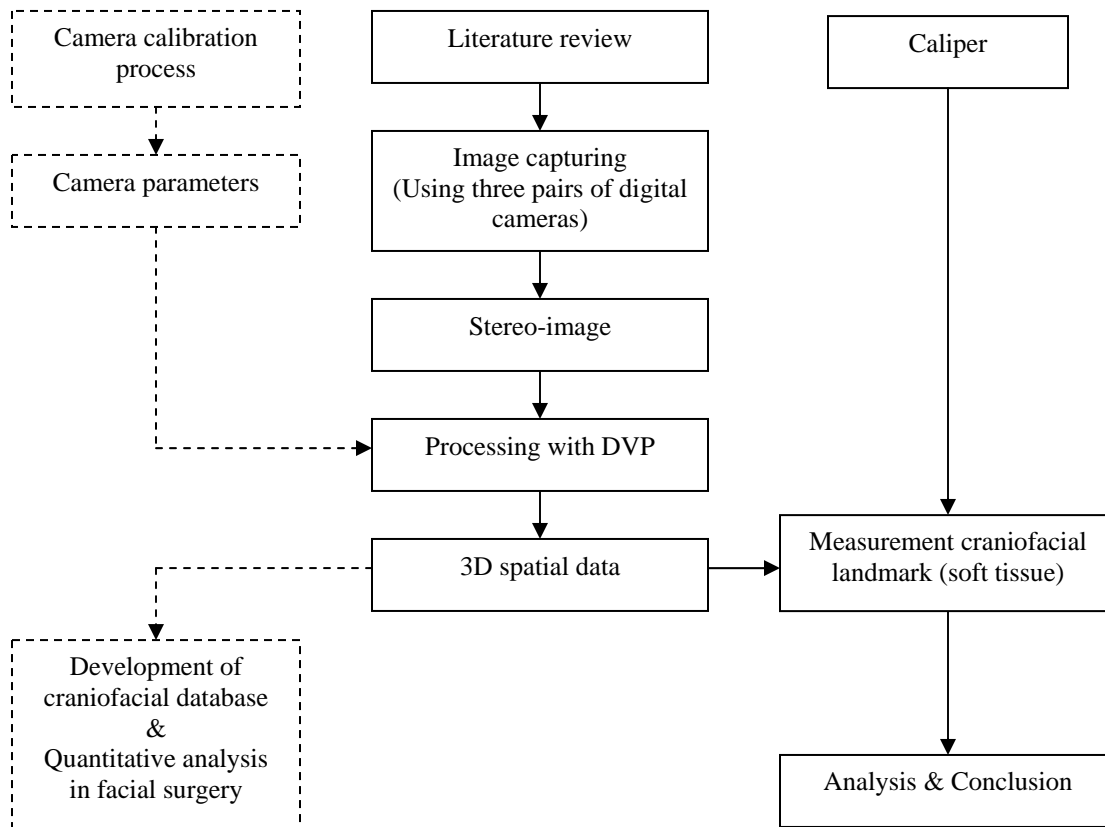 Camera calibration
process
Literature review
Caliper
Camera parameters
Image capturing
(Using three pairs of digital
cameras)
Stereo-image
Processing with DVP
3D spatial data
Measurement craniofacial
landmark (soft tissue)
Development of
craniofacial database
&
Quantitative analysis
in facial surgery
Analysis & Conclusion